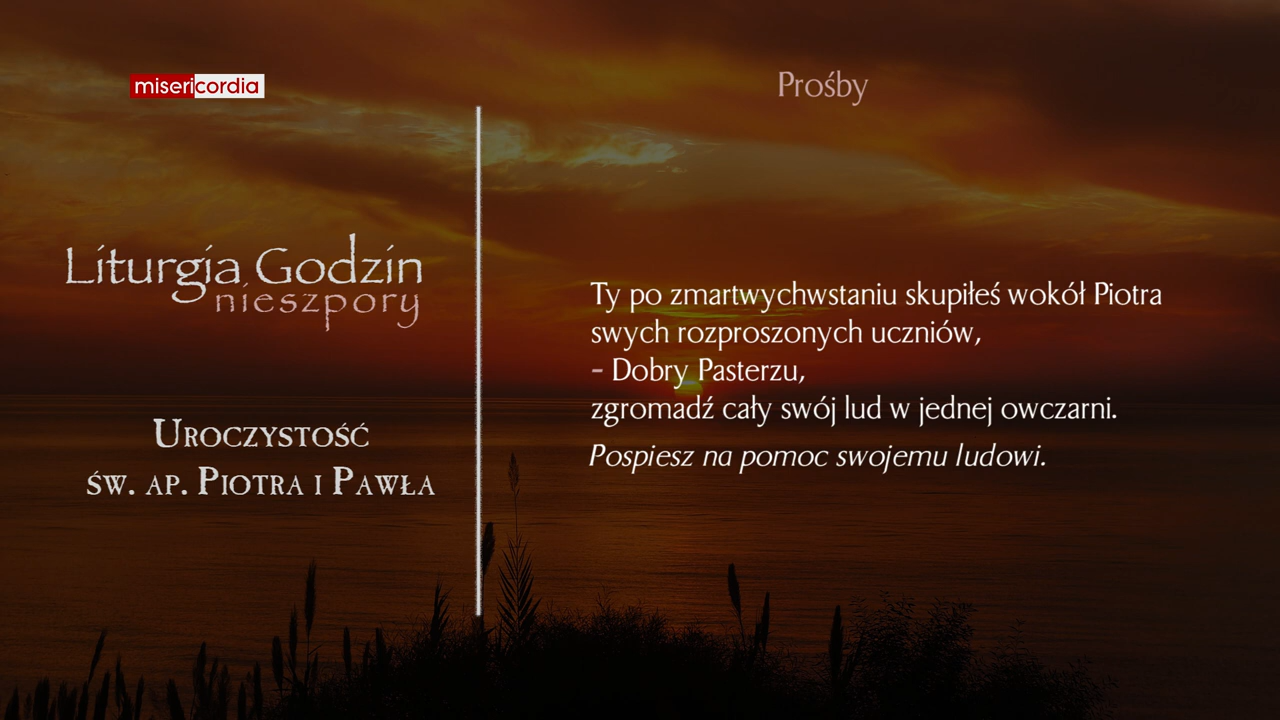 misericordia
Liturgia Godzin
nieszpory
Uroczystość
św. ap. Piotra i Pawła
Prośby
Ty po zmartwychwstaniu skupiłeś wokół Piotra
swych rozproszonych uczniów,
– Dobry Pasterzu,
zgromadź cały swój lud w jednej owczarni.
Pospiesz na pomoc swojemu ludowi.